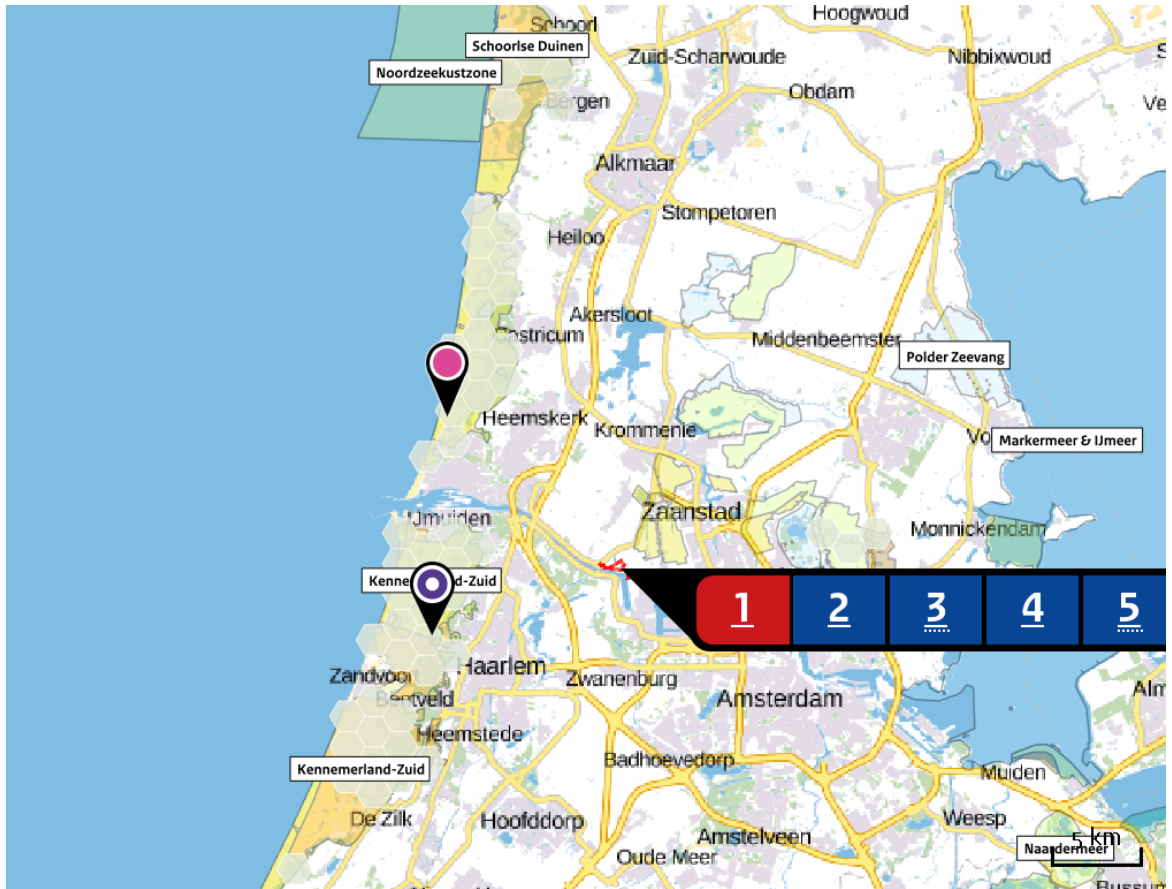 Hoogwoud
Schoorl
Schoorlse Duinen
Zuid-Scharwoude
Nibbixwoud
Noordzeekustzone
Obdam
Bergen
Alkmaar
Stompetoren
Heiloo
Akersloot
Castricum
Middenbeemster
Polder Zeevang
Heemskerk
Krommenie
Markermeer & IJmeer
Zaanstad
IJmuiden
Monnickendam
1 2 3 4 5
Haarlem
Zwanenburg
Amsterdam
Bentveld
Heemstede
Badhoevedorp
Kennemerland-Zuid
Muiden
De Zilk
Hoofddorp
Weesp
Amstelveen
5 km
Naardermeer
Oude Meer